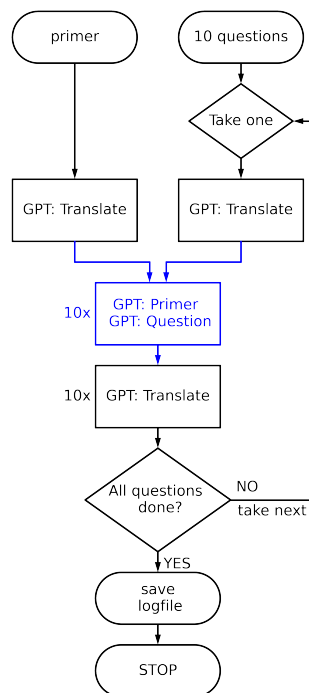 primer
10 questions
Take one
GPT: Translate
GPT: Translate
10x
GPT: Primer
GPT: Question
10x
GPT: Translate
All questions
done?
NO
take next
YES
save
logfile
STOP